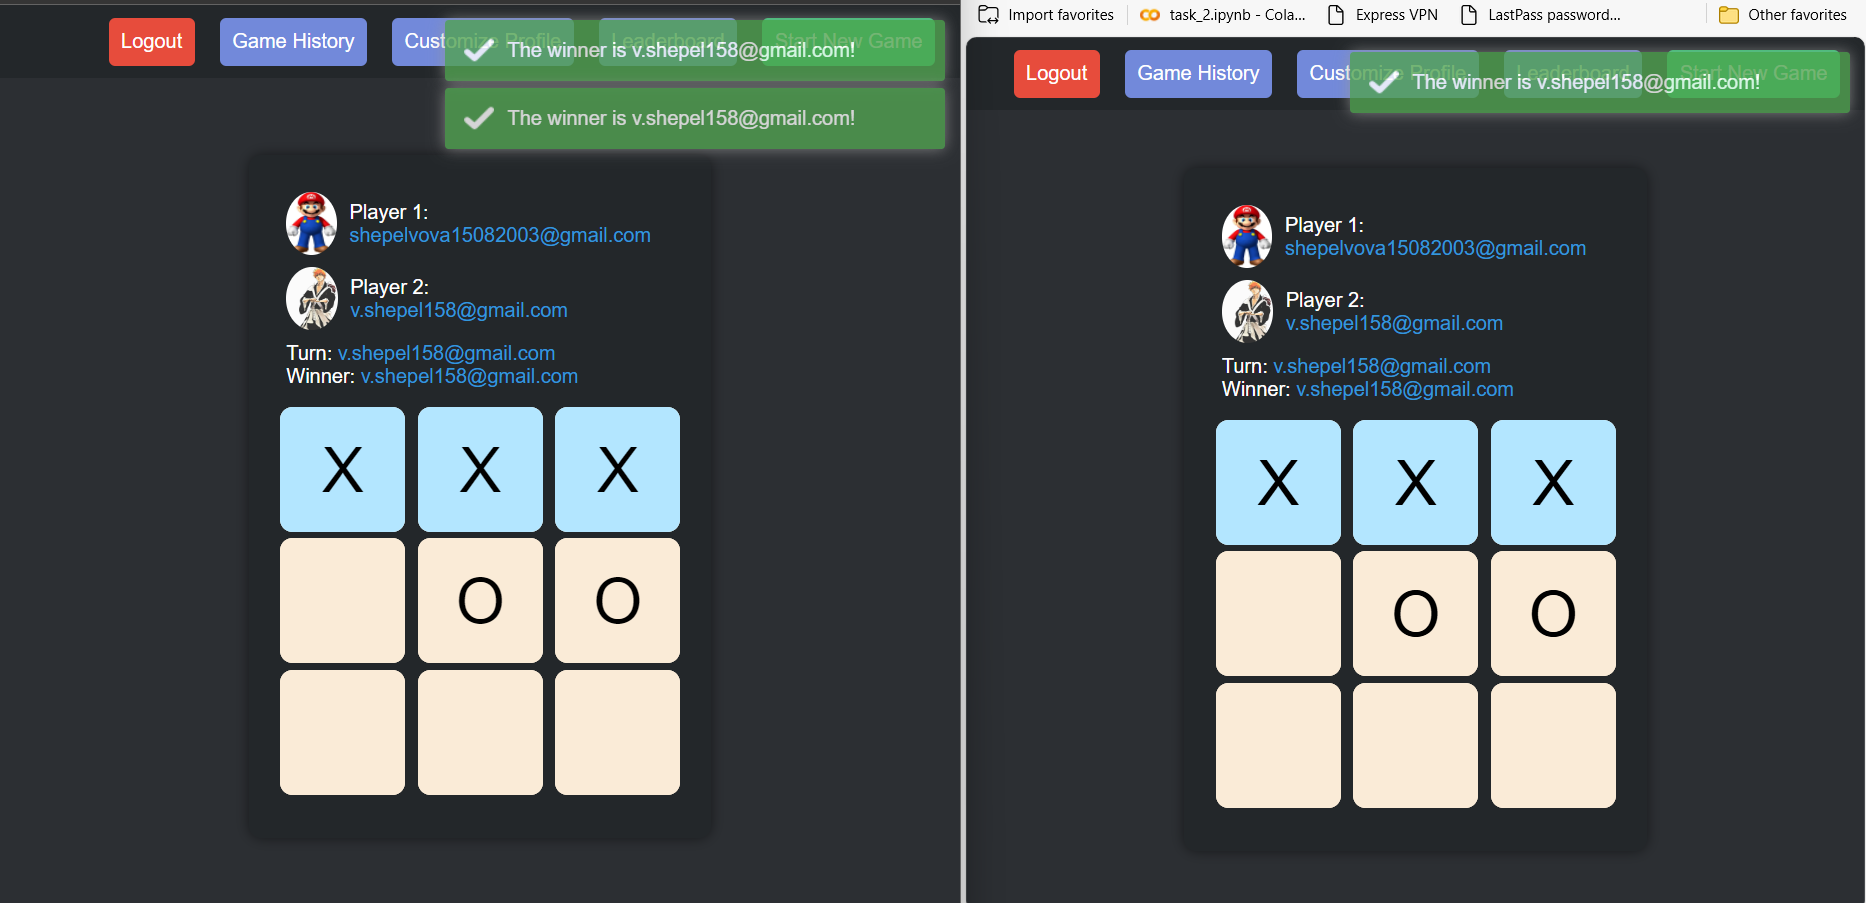 Logout
Game History
Customize Profile
Leaderboard
Start New Game
The winner is v.shepel158@gmail.com!
The winner is v.shepel158@gmail.com!
Player 1:
shepelvova15082003@gmail.com
Player 2:
v.shepel158@gmail.com
Turn: v.shepel158@gmail.com
Winner: v.shepel158@gmail.com
X X X
O O
Import favorites
task_2.ipynb - Cola...
Express VPN
LastPass password...
Other favorites
Logout
Game History
Customize Profile
Leaderboard
Start New Game
The winner is v.shepel158@gmail.com!
Player 1:
shepelvova15082003@gmail.com
Player 2:
v.shepel158@gmail.com
Turn: v.shepel158@gmail.com
Winner: v.shepel158@gmail.com
X X X
O O